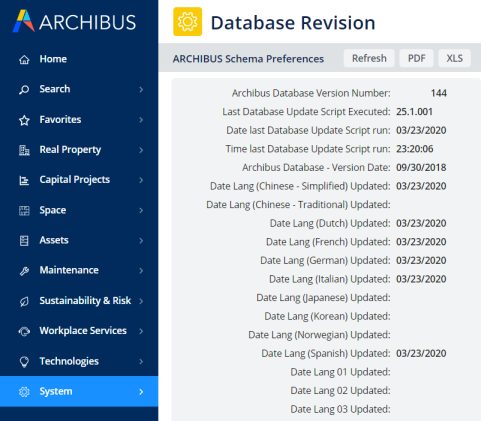 ARCHIBUS
Database Revision
Home
Search
Favorites
Real Property
Capital Projects
Space
Assets
Maintenance
Sustainability & Risk
Workplace Services
Technologies
System
ARCHIBUS Schema Preferences
Refresh
PDF
XLS
Archibus Database Version Number: 144
Last Database Update Script Executed: 25.1.001
Date last Database Update Script run: 03/23/2020
Time last Database Update Script run: 23:20:06
Archibus Database - Version Date: 09/30/2018
Date Lang (Chinese - Simplified) Updated: 03/23/2020
Date Lang (Chinese - Traditional) Updated:
Date Lang (Dutch) Updated: 03/23/2020
Date Lang (French) Updated: 03/23/2020
Date Lang (German) Updated: 03/23/2020
Date Lang (Italian) Updated: 03/23/2020
Date Lang (Japanese) Updated:
Date Lang (Korean) Updated:
Date Lang (Norwegian) Updated:
Date Lang (Spanish) Updated: 03/23/2020
Date Lang 01 Updated:
Date Lang 02 Updated:
Date Lang 03 Updated: